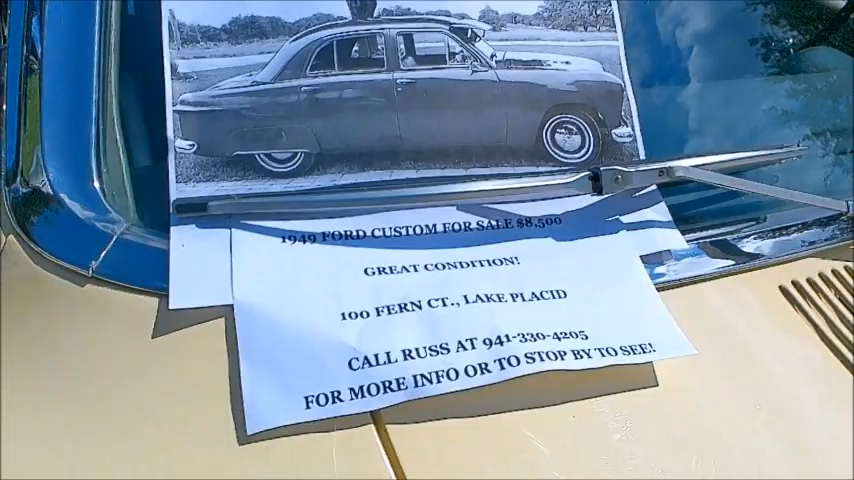 1949 FORD CUSTOM FOR SALE $8,500
GREAT CONDITION!
100 FERN CT., LAKE PLACID
CALL RUSS AT 941-330-4205
FOR MORE INFO OR TO STOP BY TO SEE!